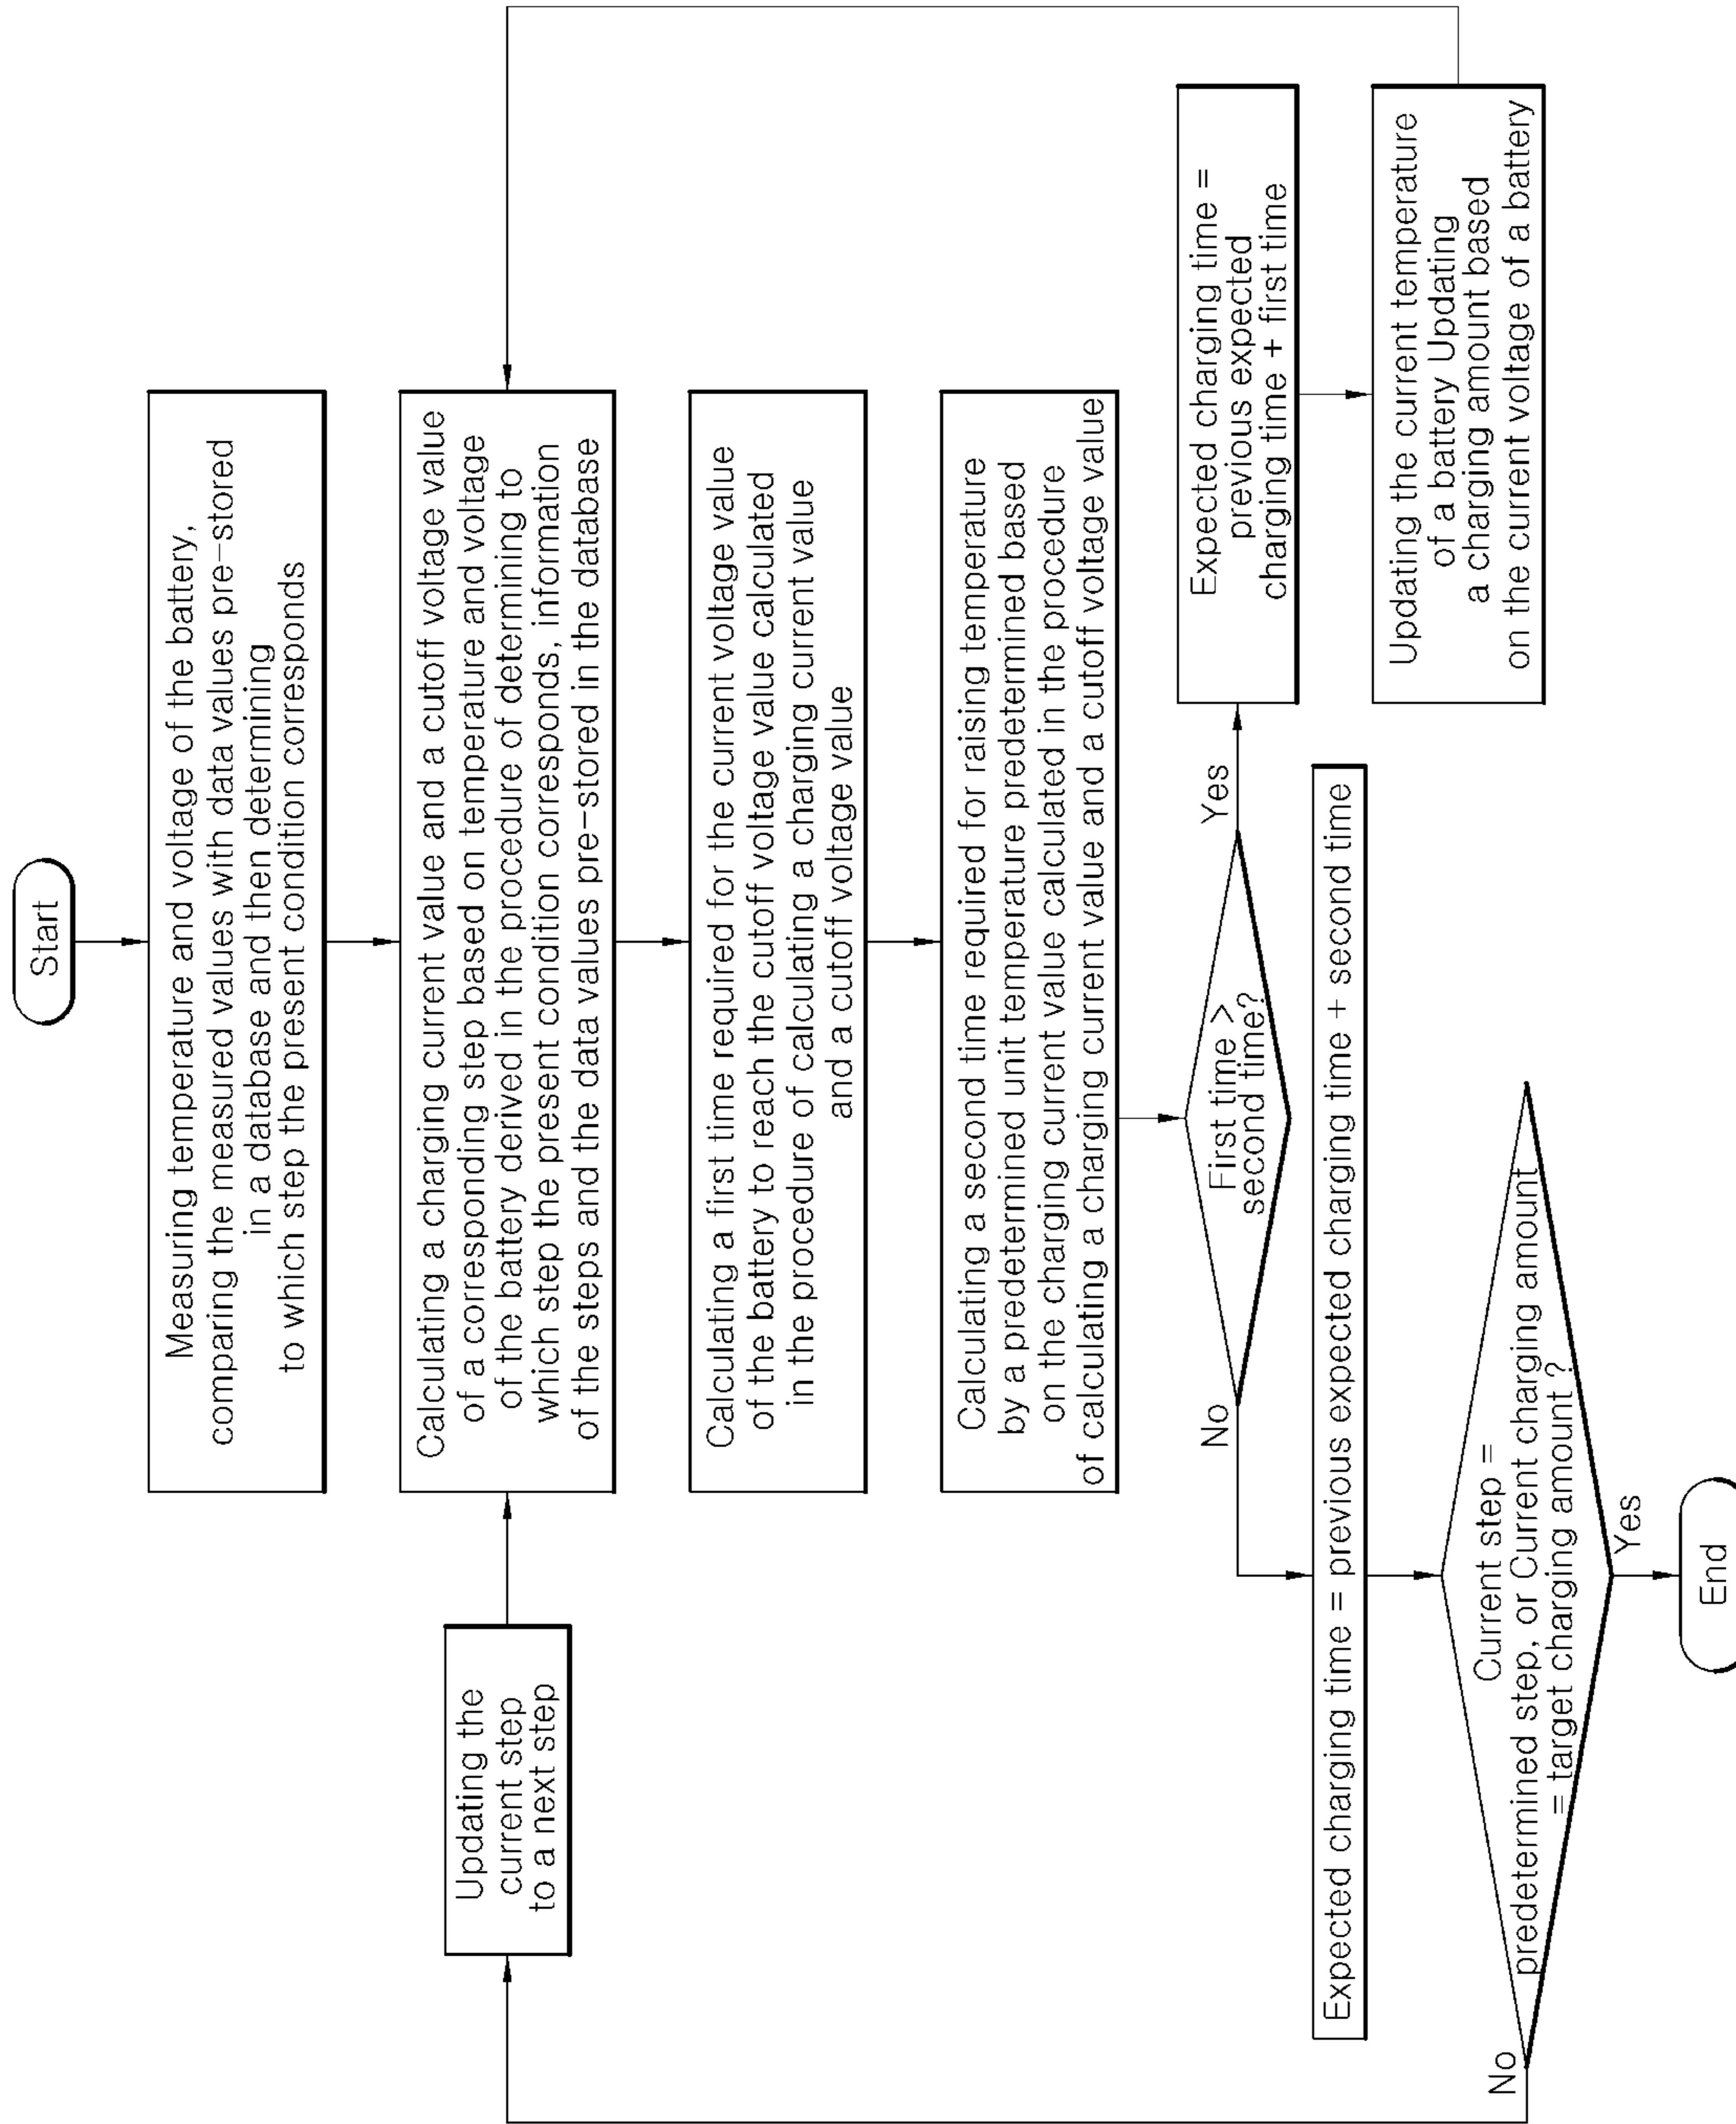 Start
Measuring temperature and voltage of the battery,
comparing the measured values with data values pre-stored
in a database and then determining
to which step the present condition corresponds
Updating the
current step
to a next step
Calculating a charging current value and a cutoff voltage value
of a corresponding step based on temperature and voltage
of the battery derived in the procedure of determining to
which step the present condition corresponds, information
of the steps and the data values pre-stored in the database
Calculating a first time required for the current voltage value
of the battery to reach the cutoff voltage value calculated
in the procedure of calculating a charging current value
and a cutoff voltage value
Calculating a second time required for raising temperature
by a predetermined unit temperature predetermined based
on the charging current value calculated in the procedure
of calculating a charging current value and a cutoff voltage value
First time >
second time?
Yes
Expected charging time =
previous expected
charging time + first time
Updating the current temperature
of a battery Updating
a charging amount based
on the current voltage of a battery
No
Expected charging time = previous expected charging time + second time
Current step =
predetermined step, or Current charging amount
= target charging amount ?
No
Yes
End